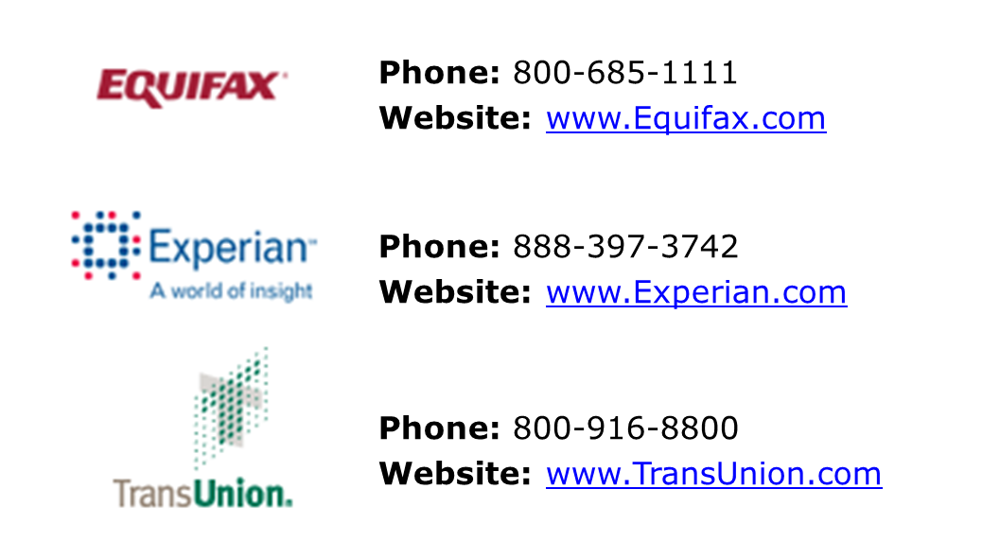 EQUIFAX
Phone: 800-685-1111
Website: www.Equifax.com
Experian™
A world of insight
Phone: 888-397-3742
Website: www.Experian.com
TransUnion.
Phone: 800-916-8800
Website: www.TransUnion.com